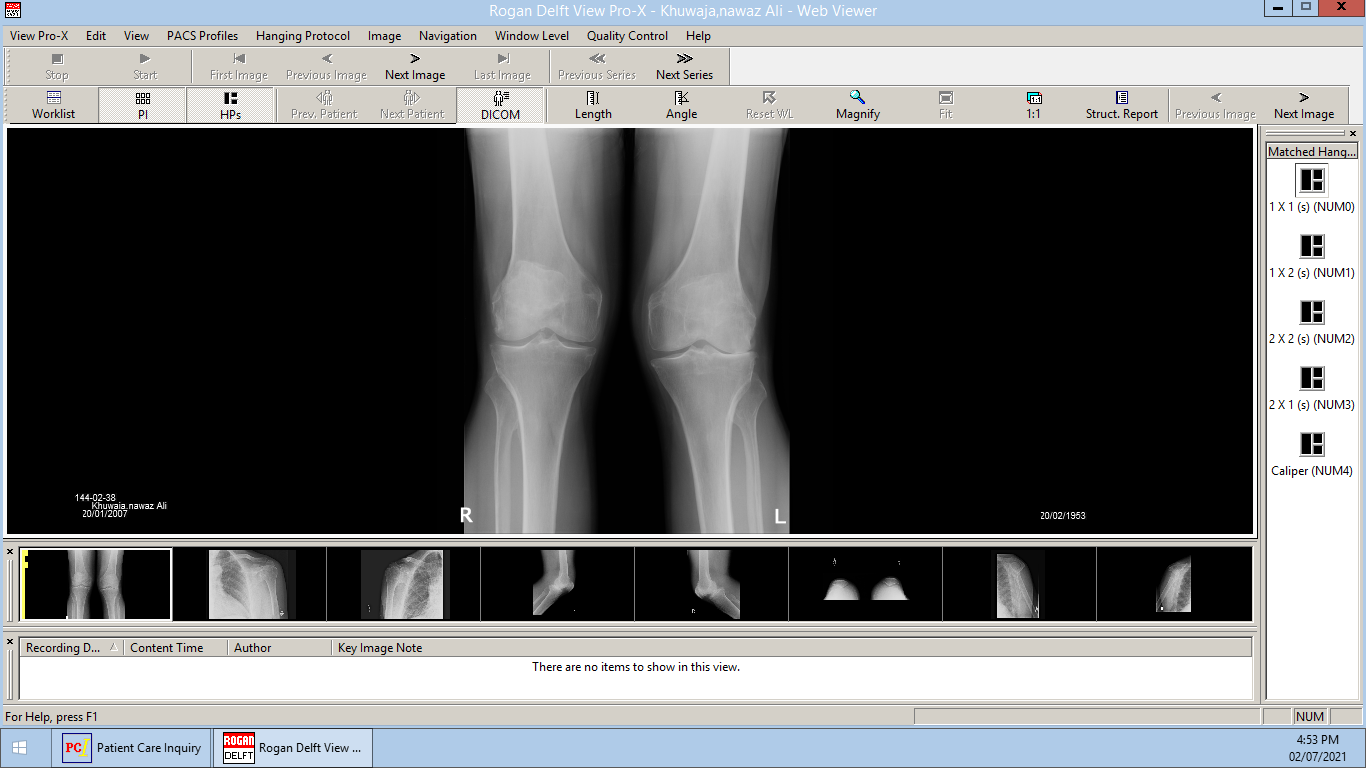 Rogan Delft View Pro-X - Khuwaja,nawaz Ali - Web Viewer
View Pro-X Edit View PACS Profiles Hanging Protocol Image Navigation Window Level Quality Control Help
Stop Start First Image Previous Image Next Image Last Image Previous Series Next Series
Worklist PI HPs Prev. Patient Next Patient DICOM Length Angle Reset WL Magnify Fit 1:1 Struct. Report Previous Image Next Image
Matched Hang...
1 X 1 (s) (NUM0)
1 X 2 (s) (NUM1)
2 X 2 (s) (NUM2)
2 X 1 (s) (NUM3)
Caliper (NUM4)
144-02-38
Khuwaja,nawaz Ali
20/01/2007
R
L
20/02/1953
Recording D... Content Time Author Key Image Note
There are no items to show in this view.
For Help, press F1
NUM
PCI Patient Care Inquiry
ROGAN DELFT Rogan Delft View ...
4:53 PM
02/07/2021